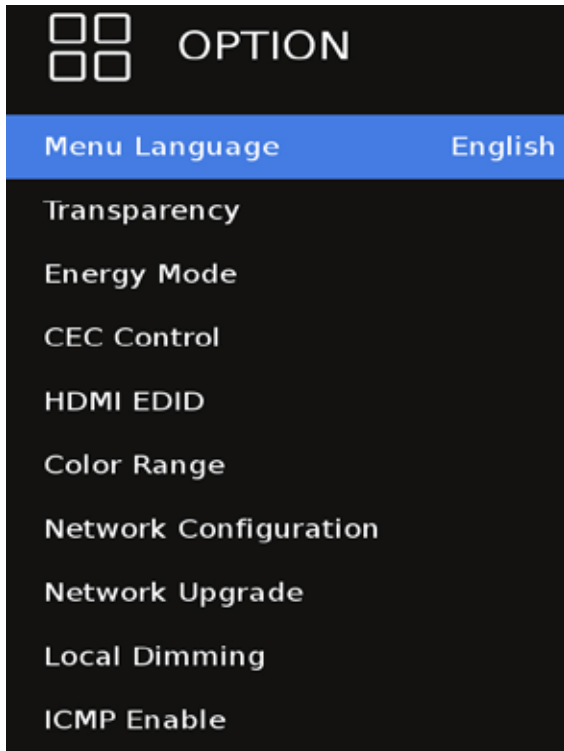 OPTION
Menu Language English
Transparency
Energy Mode
CEC Control
HDMI EDID
Color Range
Network Configuration
Network Upgrade
Local Dimming
ICMP Enable